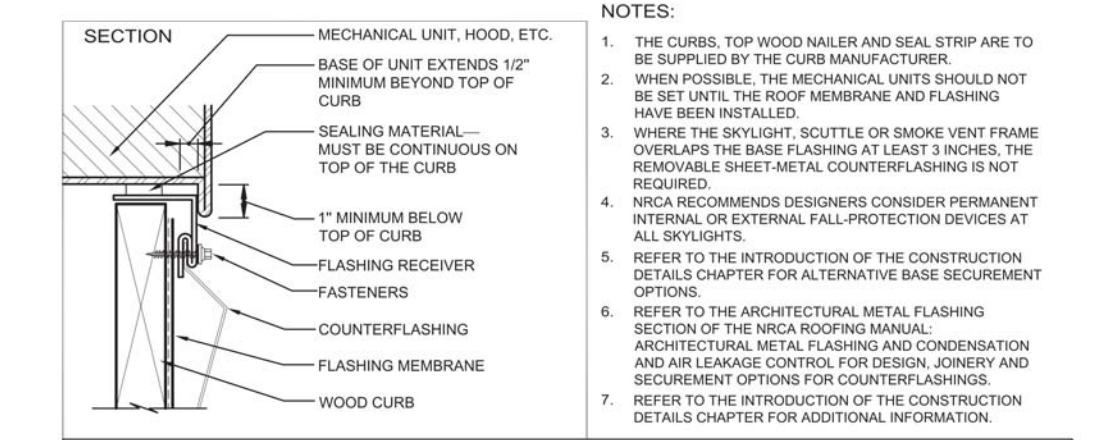 SECTION
MECHANICAL UNIT, HOOD, ETC.
BASE OF UNIT EXTENDS 1/2"
MINIMUM BEYOND TOP OF
CURB
SEALING MATERIAL—
MUST BE CONTINUOUS ON
TOP OF THE CURB
1" MINIMUM BELOW
TOP OF CURB
FLASHING RECEIVER
FASTENERS
COUNTERFLASHING
FLASHING MEMBRANE
WOOD CURB
NOTES:
1. THE CURBS, TOP WOOD NAILER AND SEAL STRIP ARE TO
BE SUPPLIED BY THE CURB MANUFACTURER.
2. WHEN POSSIBLE, THE MECHANICAL UNITS SHOULD NOT
BE SET UNTIL THE ROOF MEMBRANE AND FLASHING
HAVE BEEN INSTALLED.
3. WHERE THE SKYLIGHT, SCUTTLE OR SMOKE VENT FRAME
OVERLAPS THE BASE FLASHING AT LEAST 3 INCHES, THE
REMOVABLE SHEET-METAL COUNTERFLASHING IS NOT
REQUIRED.
4. NRCA RECOMMENDS DESIGNERS CONSIDER PERMANENT
INTERNAL OR EXTERNAL FALL-PROTECTION DEVICES AT
ALL SKYLIGHTS.
5. REFER TO THE INTRODUCTION OF THE CONSTRUCTION
DETAILS CHAPTER FOR ALTERNATIVE BASE SECUREMENT
OPTIONS.
6. REFER TO THE ARCHITECTURAL METAL FLASHING
SECTION OF THE NRCA ROOFING MANUAL:
ARCHITECTURAL METAL FLASHING AND CONDENSATION
AND AIR LEAKAGE CONTROL FOR DESIGN, JOINERY AND
SECUREMENT OPTIONS FOR COUNTERFLASHINGS.
7. REFER TO THE INTRODUCTION OF THE CONSTRUCTION
DETAILS CHAPTER FOR ADDITIONAL INFORMATION.